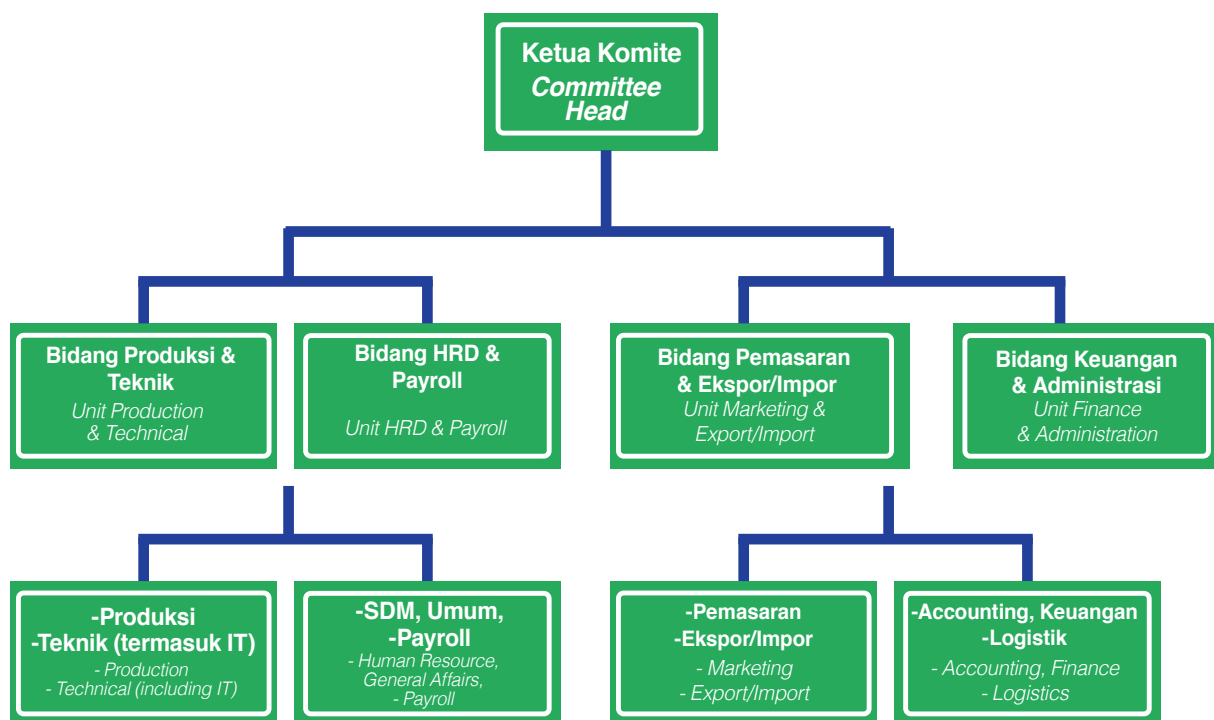 Ketua Komite
Committee
Head
Bidang Produksi &
Teknik
Unit Production
& Technical
Bidang HRD &
Payroll
Unit HRD & Payroll
Bidang Pemasaran
& Ekspor/Impor
Unit Marketing &
Export/Import
Bidang Keuangan
& Administrasi
Unit Finance
& Administration
-Produksi
-Teknik (termasuk IT)
- Production
- Technical (including IT)
-SDM, Umum,
-Payroll
- Human Resource,
General Affairs,
- Payroll
-Pemasaran
-Ekspor/Impor
- Marketing
- Export/Import
-Accounting, Keuangan
-Logistik
- Accounting, Finance
- Logistics